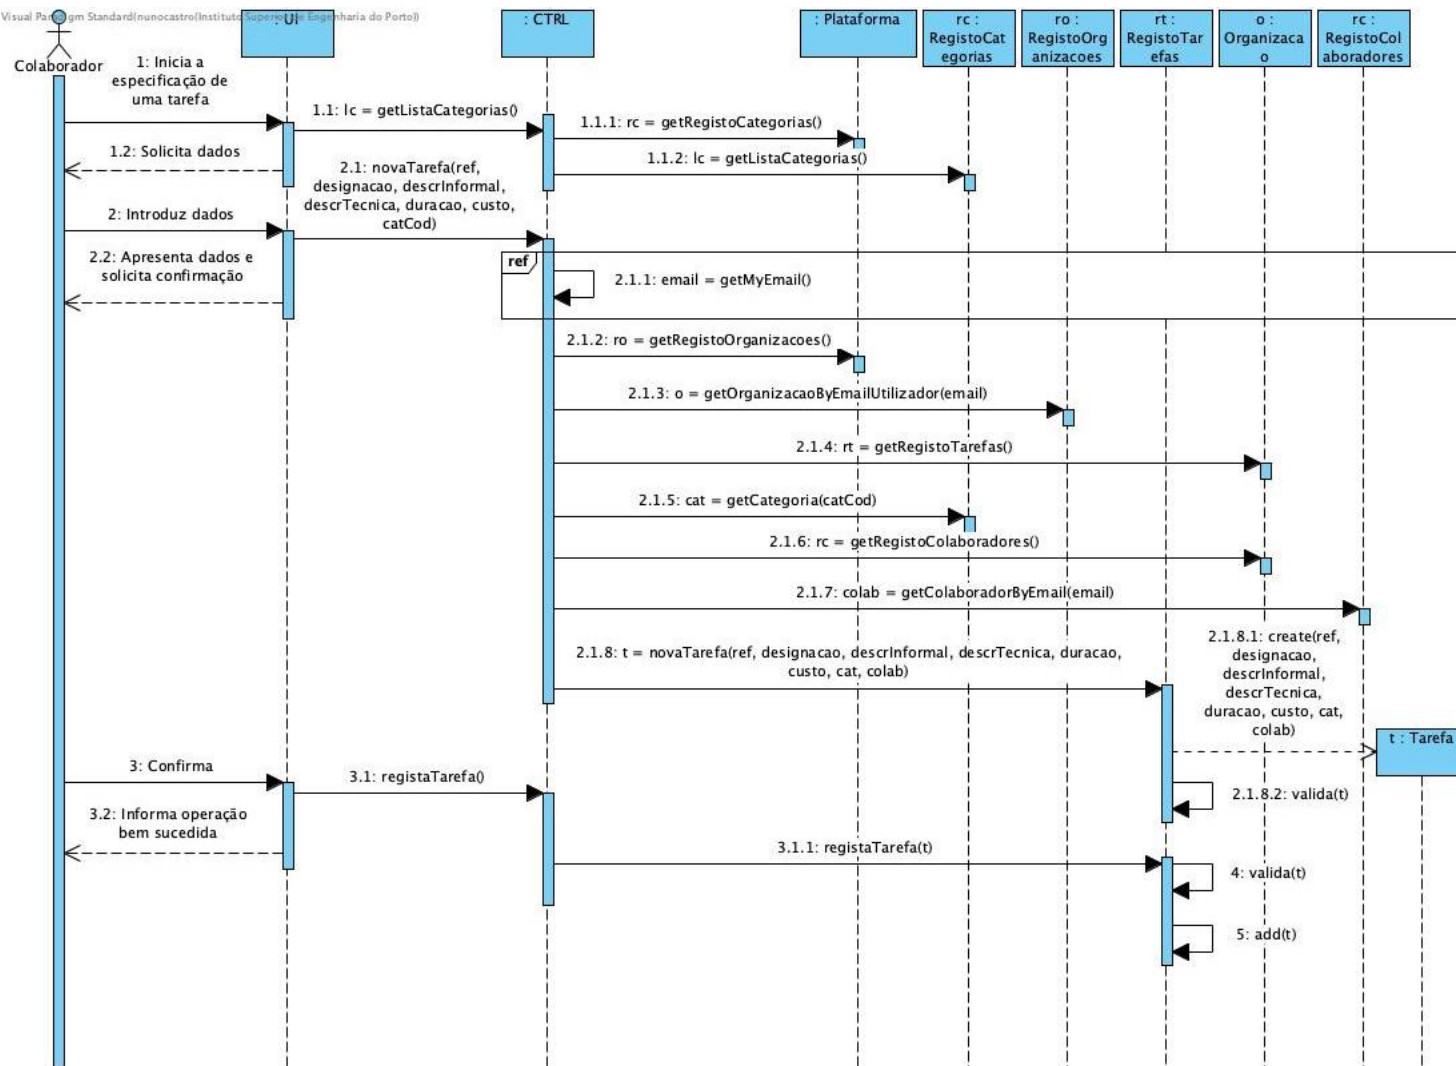 Visual Paradigm Standard(nunocastro(Instituto Superior de Engenharia do Porto))
Colaborador
: UI
: CTRL
: Plataforma
rc :
RegistoCat
egorias
ro :
RegistoOrg
anizacoes
rt :
RegistoTar
efas
o :
Organizaca
o
rc :
RegistoCol
aboradores
1: Inicia a
especificação de
uma tarefa
1.1: lc = getListaCategorias()
1.1.1: rc = getRegistoCategorias()
1.1.2: lc = getListaCategorias()
1.2: Solicita dados
2: Introduz dados
2.1: novaTarefa(ref,
designacao, descrInformal,
descrTecnica, duracao, custo,
catCod)
2.2: Apresenta dados e
solicita confirmação
ref
2.1.1: email = getMyEmail()
2.1.2: ro = getRegistoOrganizacoes()
2.1.3: o = getOrganizacaoByEmailUtilizador(email)
2.1.4: rt = getRegistoTarefas()
2.1.5: cat = getCategoria(catCod)
2.1.6: rc = getRegistoColaboradores()
2.1.7: colab = getColaboradorByEmail(email)
2.1.8: t = novaTarefa(ref, designacao, descrInformal, descrTecnica, duracao,
custo, cat, colab)
2.1.8.1: create(ref,
designacao,
descrInformal,
descrTecnica,
duracao, custo, cat,
colab)
t : Tarefa
2.1.8.2: valida(t)
3: Confirma
3.1: registaTarefa()
3.2: Informa operação
bem sucedida
3.1.1: registaTarefa(t)
4: valida(t)
5: add(t)